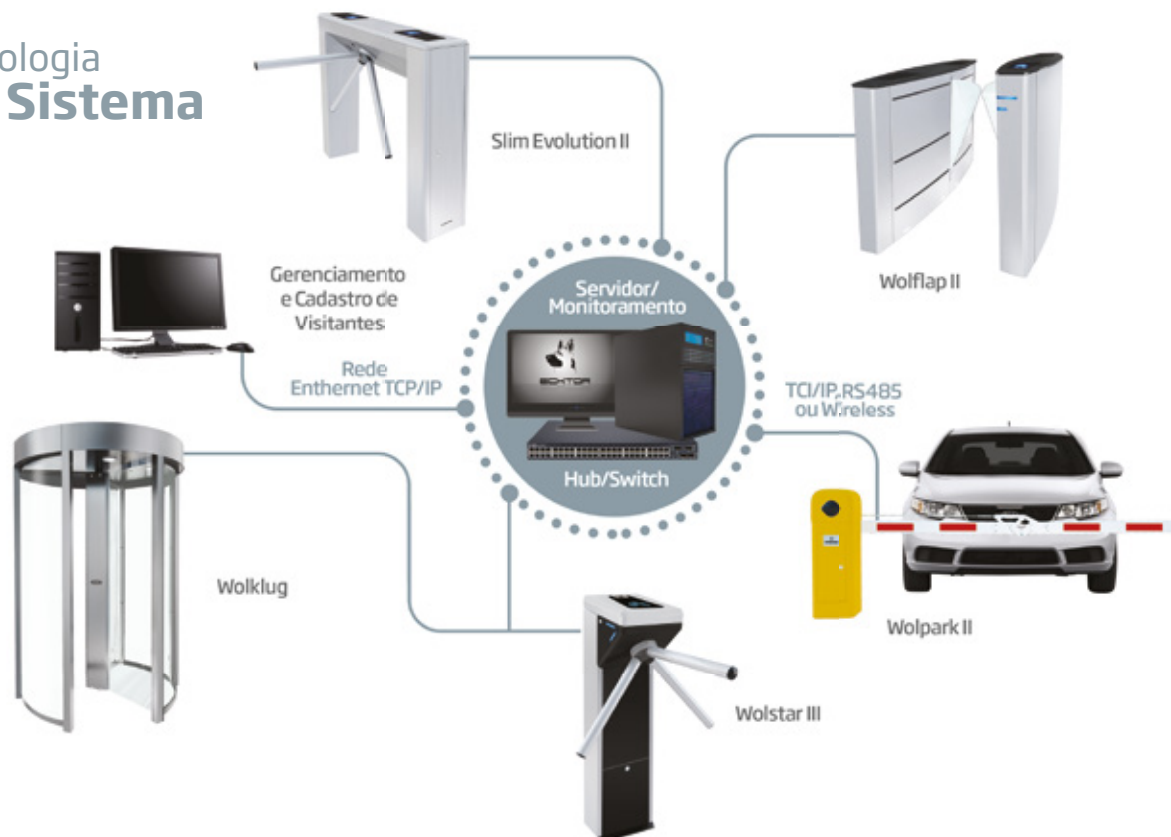 ologia
Sistema
Slim Evolution II
Wolflap II
Gerenciamento
e Cadastro de
Visitantes
Servidor/
Monitoramento
Rede
Enthernet TCP/IP
TCI/IP,RS485
ou Wireless
Hub/Switch
Wolklug
Wolpark II
Wolstar III